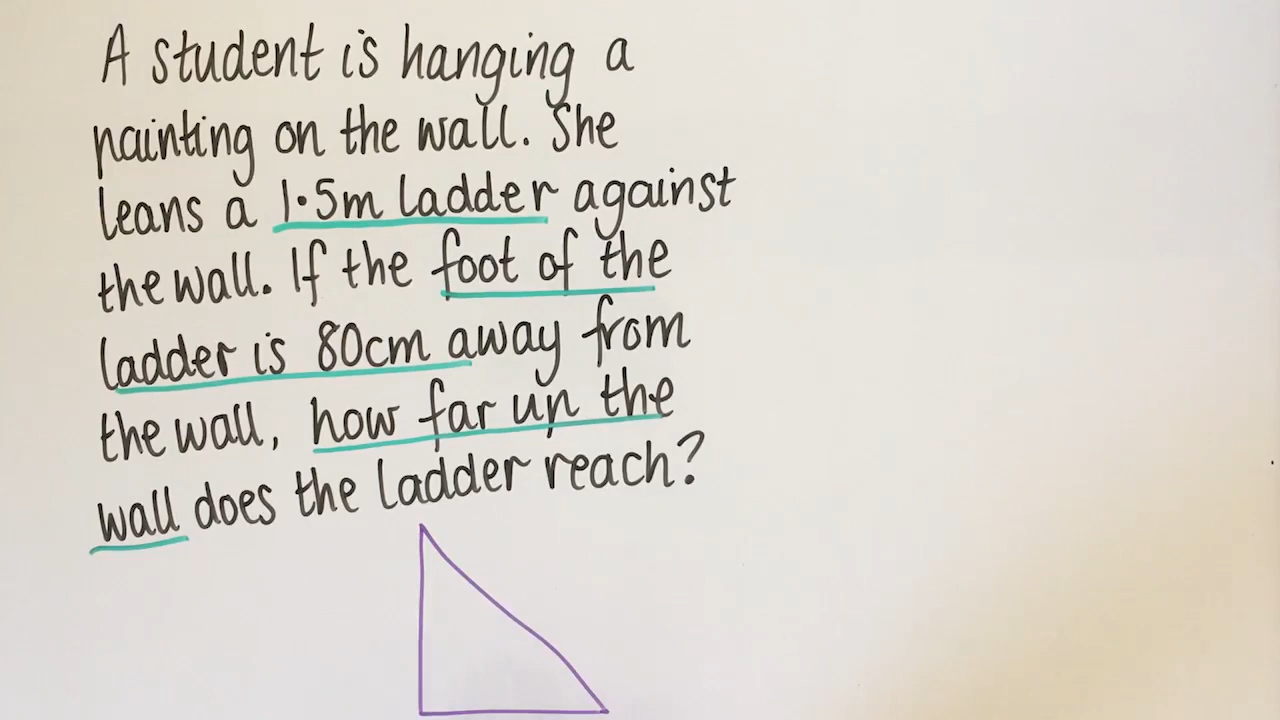 A student is hanging a
painting on the wall. She
leans a 1.5m ladder against
the wall. If the foot of the
ladder is 80cm away from
the wall, how far up the
wall does the ladder reach?